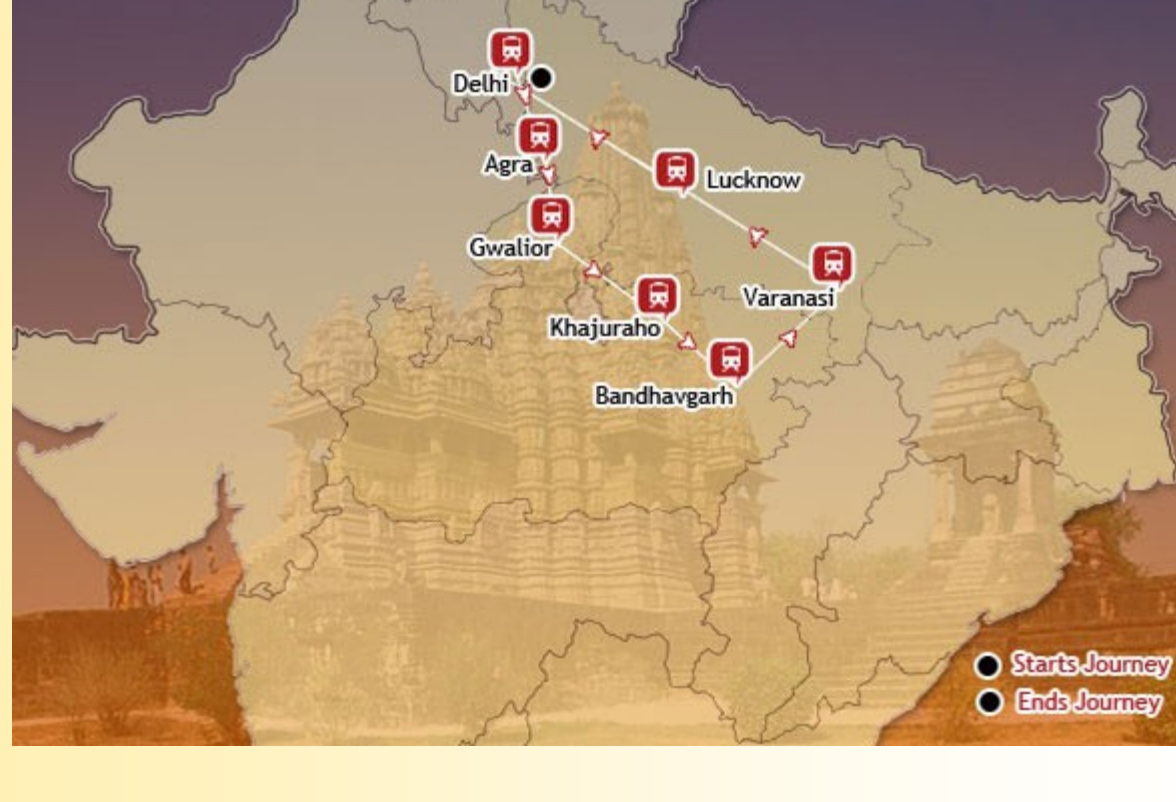 Delhi
Agra
Lucknow
Gwalior
Varanasi
Khajuraho
Bandhavgarh
Starts Journey
Ends Journey